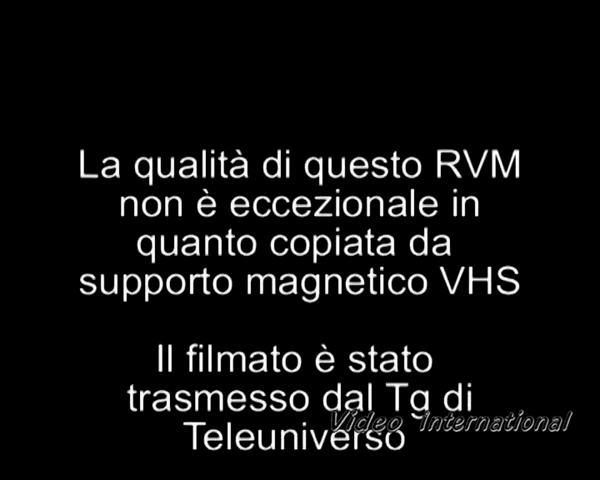 La qualità di questo RVM
non è eccezionale in
quanto copiata da
supporto magnetico VHS
Il filmato è stato
trasmesso dal Tg di
Teleuniverso
Video International